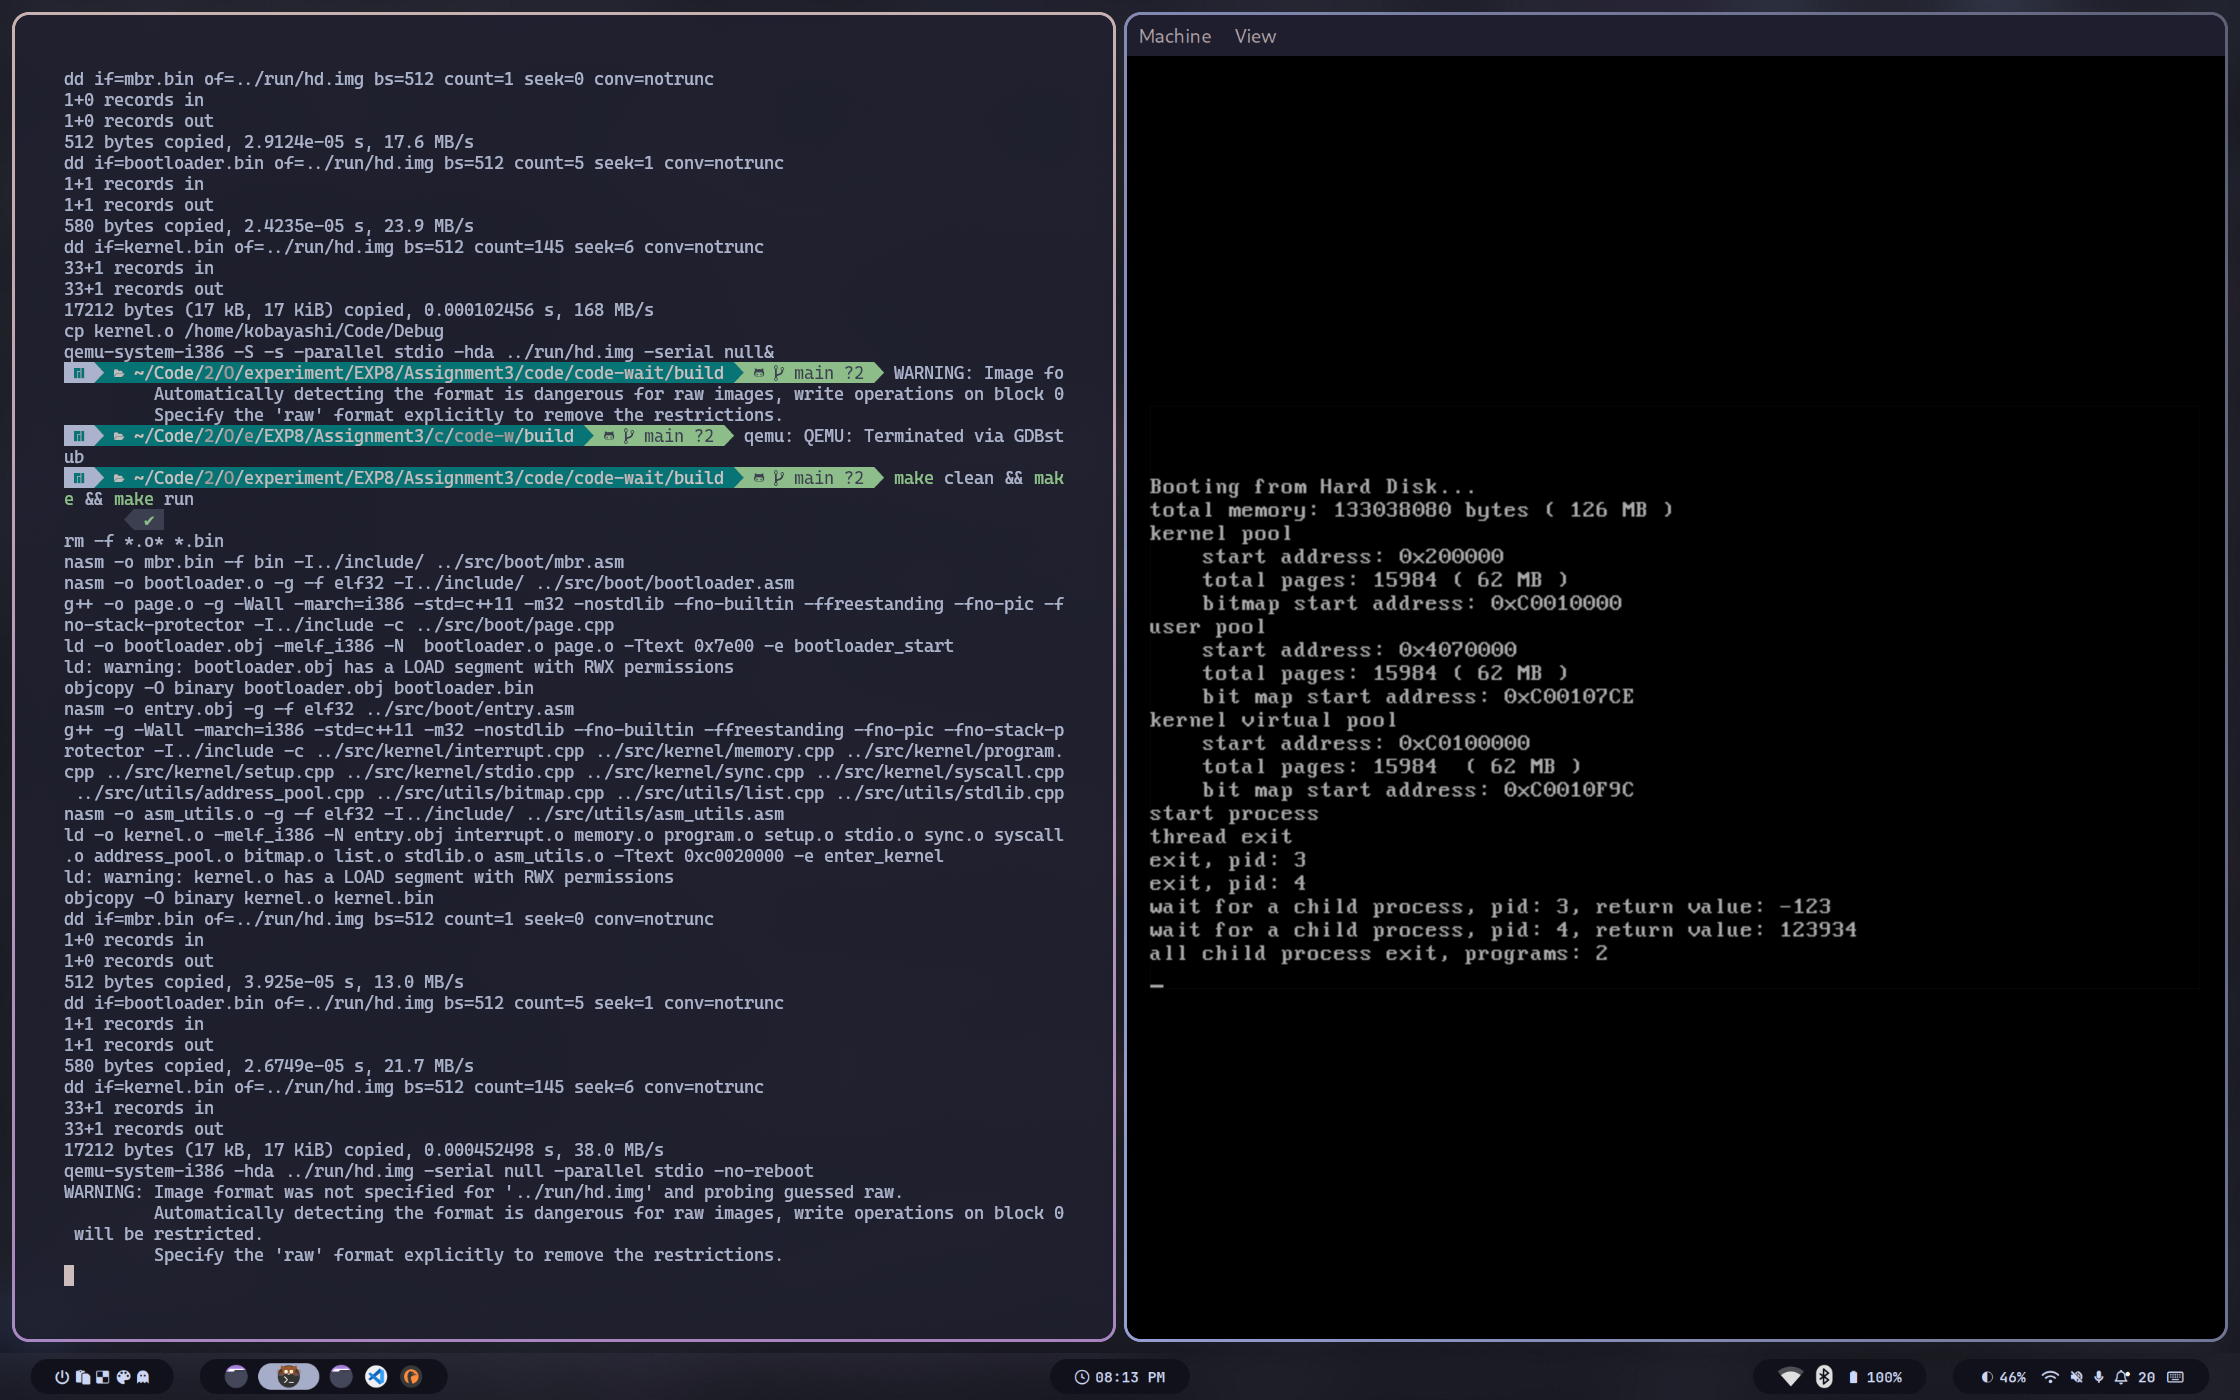 dd if=mbr.bin of=../run/hd.img bs=512 count=1 seek=0 conv=notrunc
1+0 records in
1+0 records out
512 bytes copied, 2.9124e-05 s, 17.6 MB/s
dd if=bootloader.bin of=../run/hd.img bs=512 count=5 seek=1 conv=notrunc
1+1 records in
1+1 records out
580 bytes copied, 2.4235e-05 s, 23.9 MB/s
dd if=kernel.bin of=../run/hd.img bs=512 count=145 seek=6 conv=notrunc
33+1 records in
33+1 records out
17212 bytes (17 kB, 17 KiB) copied, 0.000102456 s, 168 MB/s
cp kernel.o /home/kobayashi/Code/Debug
qemu-system-i386 -S -s -parallel stdio -hda ../run/hd.img -serial null&
~/Code/2/O/experiment/EXP8/Assignment3/code/code-wait/build main ?2 WARNING: Image fo
Automatically detecting the format is dangerous for raw images, write operations on block 0
Specify the 'raw' format explicitly to remove the restrictions.
~/Code/2/O/e/EXP8/Assignment3/c/code-w/build main ?2 qemu: QEMU: Terminated via GDBst
ub
~/Code/2/O/experiment/EXP8/Assignment3/code/code-wait/build main ?2 make clean && mak
e && make run
✔
rm -f *.o* *.bin
nasm -o mbr.bin -f bin -I../include/ ../src/boot/mbr.asm
nasm -o bootloader.o -g -f elf32 -I../include/ ../src/boot/bootloader.asm
g++ -o page.o -g -Wall -march=i386 -std=c++11 -m32 -nostdlib -fno-builtin -ffreestanding -fno-pic -f
no-stack-protector -I../include -c ../src/boot/page.cpp
ld -o bootloader.obj -melf_i386 -N  bootloader.o page.o -Ttext 0x7e00 -e bootloader_start
ld: warning: bootloader.obj has a LOAD segment with RWX permissions
objcopy -O binary bootloader.obj bootloader.bin
nasm -o entry.obj -g -f elf32 ../src/boot/entry.asm
g++ -g -Wall -march=i386 -std=c++11 -m32 -nostdlib -fno-builtin -ffreestanding -fno-pic -fno-stack-p
rotector -I../include -c ../src/kernel/interrupt.cpp ../src/kernel/memory.cpp ../src/kernel/program.
cpp ../src/kernel/setup.cpp ../src/kernel/stdio.cpp ../src/kernel/sync.cpp ../src/kernel/syscall.cpp
../src/utils/address_pool.cpp ../src/utils/bitmap.cpp ../src/utils/list.cpp ../src/utils/stdlib.cpp
nasm -o asm_utils.o -g -f elf32 -I../include/ ../src/utils/asm_utils.asm
ld -o kernel.o -melf_i386 -N entry.obj interrupt.o memory.o program.o setup.o stdio.o sync.o syscall
.o address_pool.o bitmap.o list.o stdlib.o asm_utils.o -Ttext 0xc0020000 -e enter_kernel
ld: warning: kernel.o has a LOAD segment with RWX permissions
objcopy -O binary kernel.o kernel.bin
dd if=mbr.bin of=../run/hd.img bs=512 count=1 seek=0 conv=notrunc
1+0 records in
1+0 records out
512 bytes copied, 3.925e-05 s, 13.0 MB/s
dd if=bootloader.bin of=../run/hd.img bs=512 count=5 seek=1 conv=notrunc
1+1 records in
1+1 records out
580 bytes copied, 2.6749e-05 s, 21.7 MB/s
dd if=kernel.bin of=../run/hd.img bs=512 count=145 seek=6 conv=notrunc
33+1 records in
33+1 records out
17212 bytes (17 kB, 17 KiB) copied, 0.000452498 s, 38.0 MB/s
qemu-system-i386 -hda ../run/hd.img -serial null -parallel stdio -no-reboot
WARNING: Image format was not specified for '../run/hd.img' and probing guessed raw.
Automatically detecting the format is dangerous for raw images, write operations on block 0
will be restricted.
Specify the 'raw' format explicitly to remove the restrictions.
Machine View
Booting from Hard Disk...
total memory: 133038080 bytes ( 126 MB )
kernel pool
start address: 0x200000
total pages: 15984 ( 62 MB )
bitmap start address: 0xC0010000
user pool
start address: 0x4070000
total pages: 15984 ( 62 MB )
bit map start address: 0xC00107CE
kernel virtual pool
start address: 0xC0100000
total pages: 15984  ( 62 MB )
bit map start address: 0xC0010F9C
start process
thread exit
exit, pid: 3
exit, pid: 4
wait for a child process, pid: 3, return value: -123
wait for a child process, pid: 4, return value: 123934
all child process exit, programs: 2
_
08:13 PM
100%
46% 20